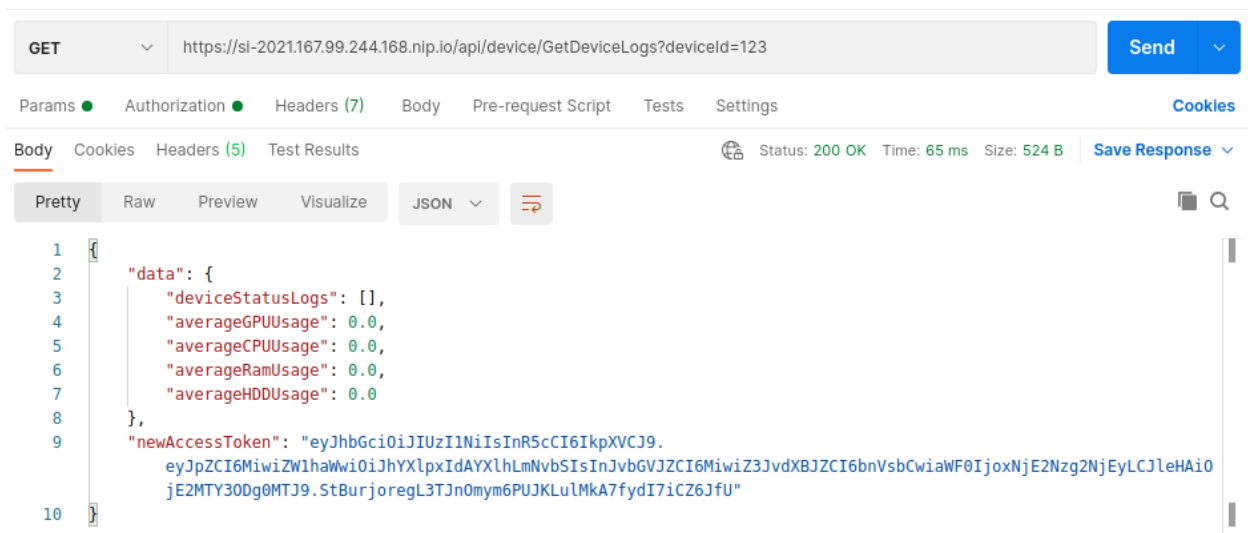 GET https://si-2021.167.99.244.168.nip.io/api/device/GetDeviceLogs?deviceId=123 Send
Params Authorization Headers (7) Body Pre-request Script Tests Settings Cookies
Body Cookies Headers (5) Test Results Status: 200 OK Time: 65 ms Size: 524 B Save Response
Pretty Raw Preview Visualize JSON
1 {
2 "data": {
3 "deviceStatusLogs": [],
4 "averageGPUUsage": 0.0,
5 "averageCPUUsage": 0.0,
6 "averageRamUsage": 0.0,
7 "averageHDDUsage": 0.0
8 },
9 "newAccessToken": "eyJhbGciOiJIUzI1NiIsInR5cCI6IkpXVCJ9.
eyJpZCI6MiwiZW1haWwiOiJhYXlpxIdAYXlhLmNvbSIsInJvbGVJZCI6MiwiZ3JvdXBJZCI6bnVsbCwiaWF0IjoxNjE2Nzg2NjEyLCJleHAiO
jE2MTY3ODg0MTJ9.StBurjoregL3TJnOmym6PUJKLulMkA7fydI7iCZ6JfU"
10 }